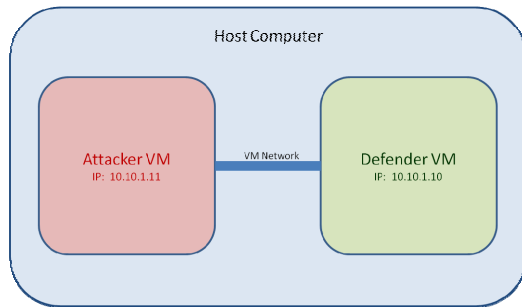 Host Computer
Attacker VM
IP: 10.10.1.11
VM Network
Defender VM
IP: 10.10.1.10